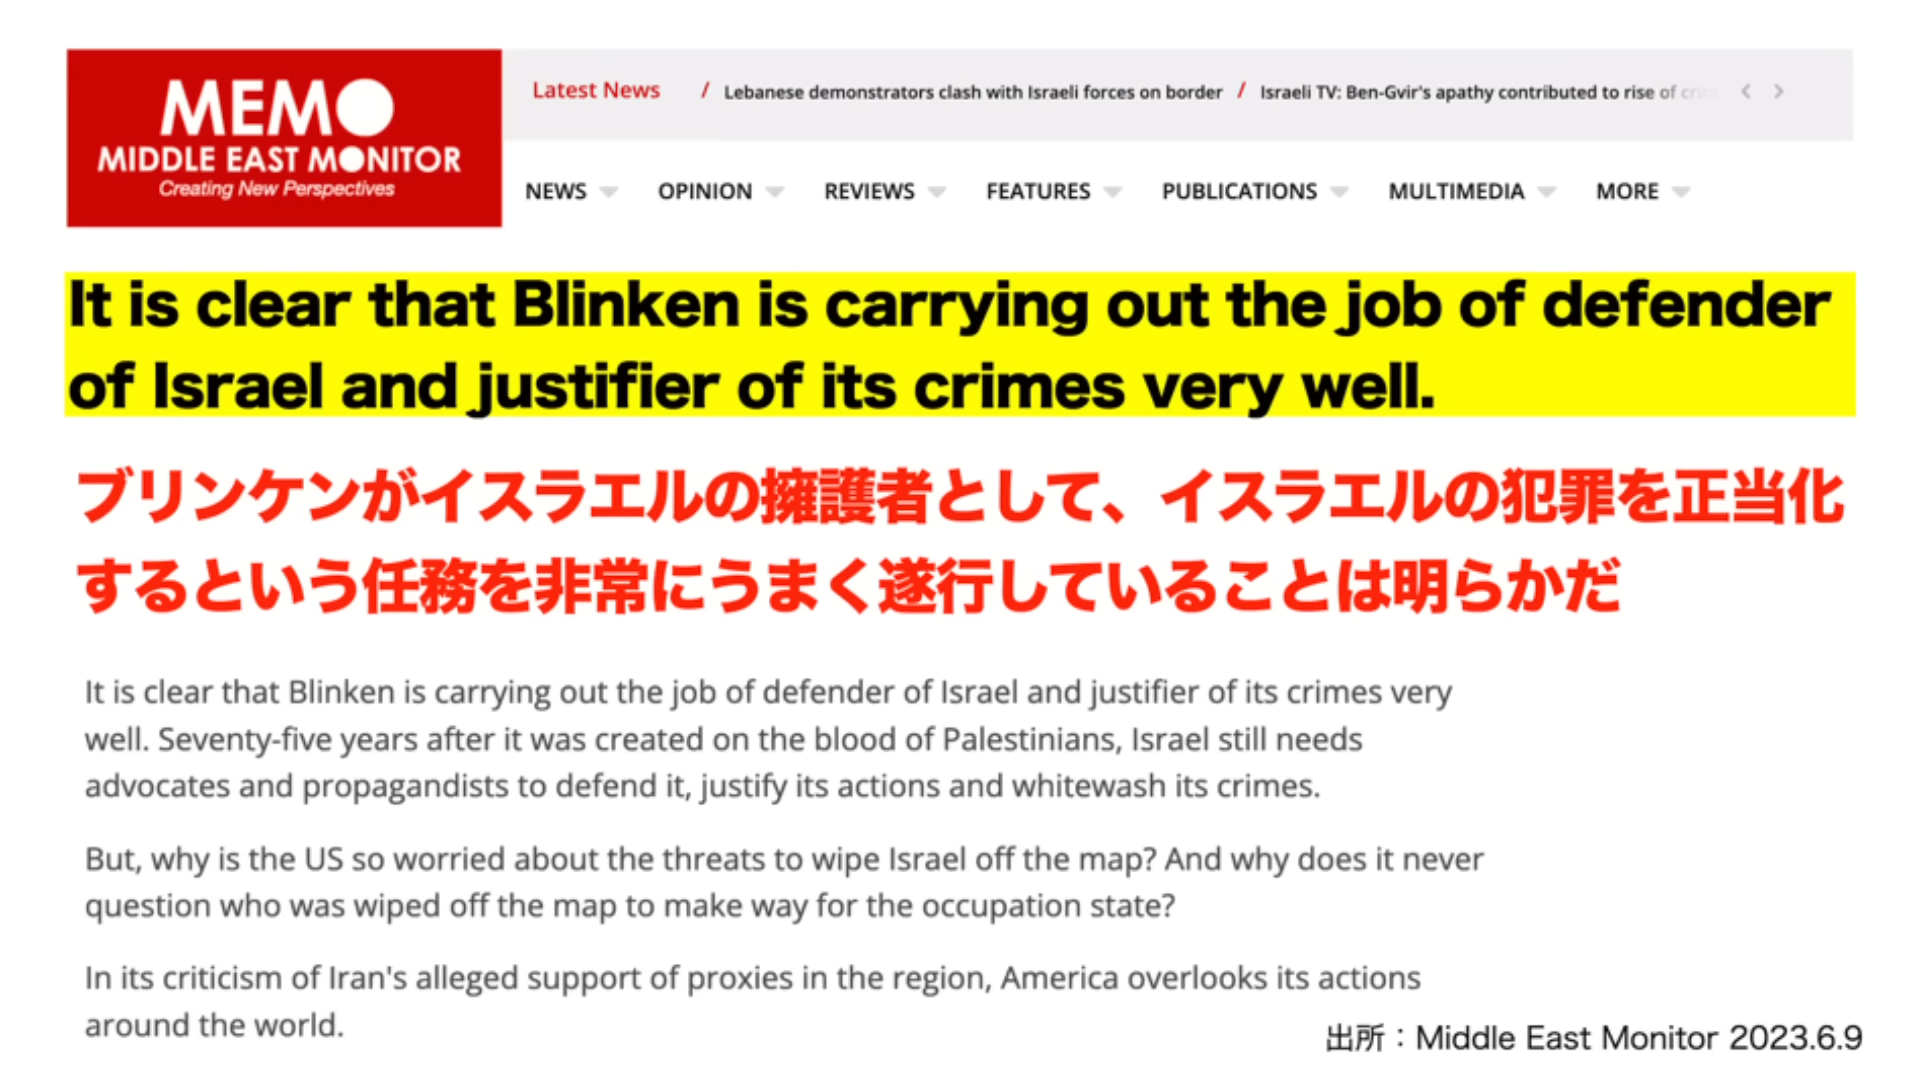 MEMO
MIDDLE EAST MONITOR
Creating New Perspectives
Latest News / Lebanese demonstrators clash with Israeli forces on border / Israeli TV: Ben-Gvir's apathy contributed to rise of
NEWS OPINION REVIEWS FEATURES PUBLICATIONS MULTIMEDIA MORE
It is clear that Blinken is carrying out the job of defender
of Israel and justifier of its crimes very well.
ブリンケンがイスラエルの擁護者として、イスラエルの犯罪を正当化
するという任務を非常にうまく遂行していることは明らかだ
It is clear that Blinken is carrying out the job of defender of Israel and justifier of its crimes very
well. Seventy-five years after it was created on the blood of Palestinians, Israel still needs
advocates and propagandists to defend it, justify its actions and whitewash its crimes.
But, why is the US so worried about the threats to wipe Israel off the map? And why does it never
question who was wiped off the map to make way for the occupation state?
In its criticism of Iran's alleged support of proxies in the region, America overlooks its actions
around the world.
出所：Middle East Monitor 2023.6.9